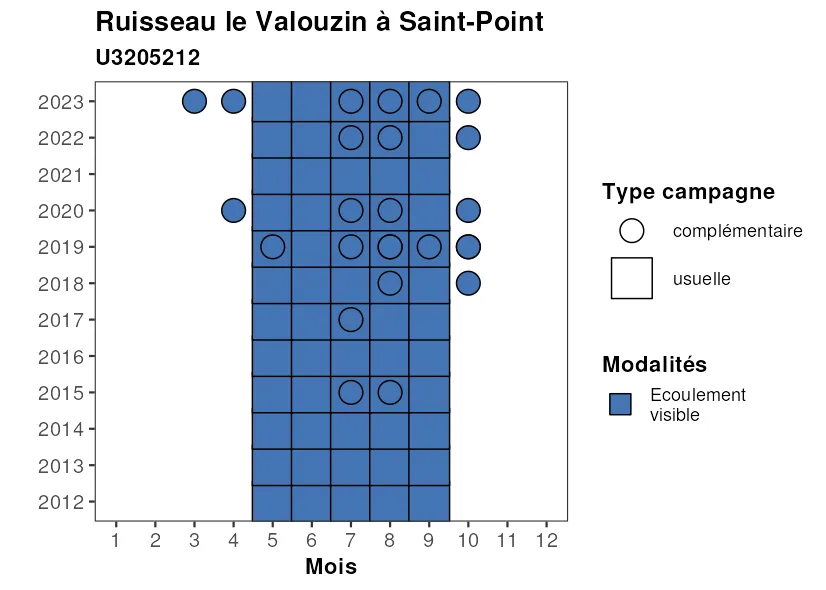 Ruisseau le Valouzin à Saint-Point
U3205212
2023
2022
2021
2020
2019
2018
2017
2016
2015
2014
2013
2012
1 2 3 4 5 6 7 8 9 10 11 12
Mois
Type campagne
complémentaire
usuelle
Modalités
Ecoulement
visible